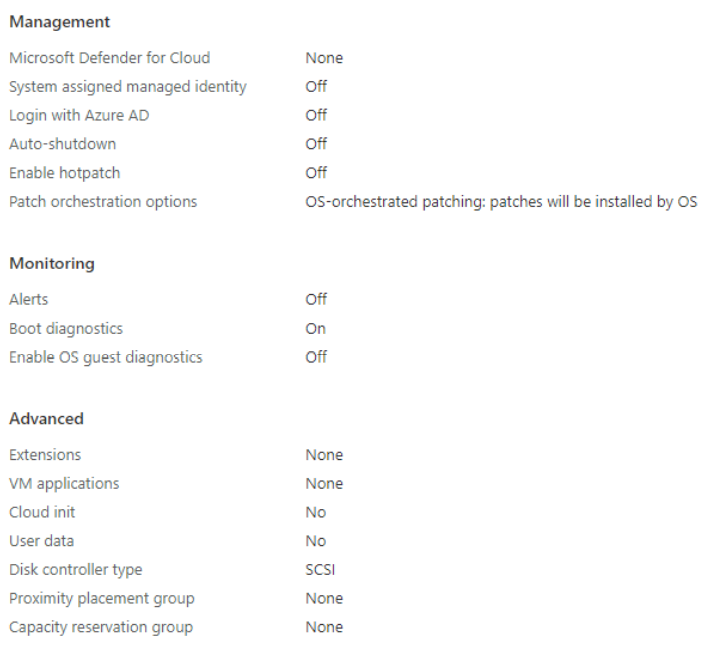 Management
Microsoft Defender for Cloud None
System assigned managed identity Off
Login with Azure AD Off
Auto-shutdown Off
Enable hotpatch Off
Patch orchestration options OS-orchestrated patching: patches will be installed by OS
Monitoring
Alerts Off
Boot diagnostics On
Enable OS guest diagnostics Off
Advanced
Extensions None
VM applications None
Cloud init No
User data No
Disk controller type SCSI
Proximity placement group None
Capacity reservation group None